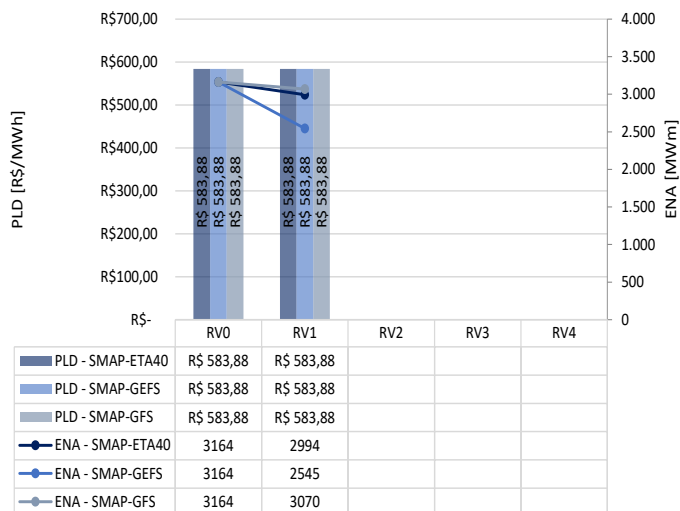 R$700,00
R$600,00
R$500,00
R$400,00
R$300,00
R$200,00
R$100,00
R$-
PLD [R$/MWh]
4.000
3.500
3.000
2.500
2.000
1.500
1.000
500
0
ENA [MWm]
R$ 583,88
R$ 583,88
R$ 583,88
R$ 583,88
R$ 583,88
R$ 583,88
RV0 RV1 RV2 RV3 RV4
PLD - SMAP-ETA40 R$ 583,88 R$ 583,88
PLD - SMAP-GEFS R$ 583,88 R$ 583,88
PLD - SMAP-GFS R$ 583,88 R$ 583,88
ENA - SMAP-ETA40 3164 2994
ENA - SMAP-GEFS 3164 2545
ENA - SMAP-GFS 3164 3070